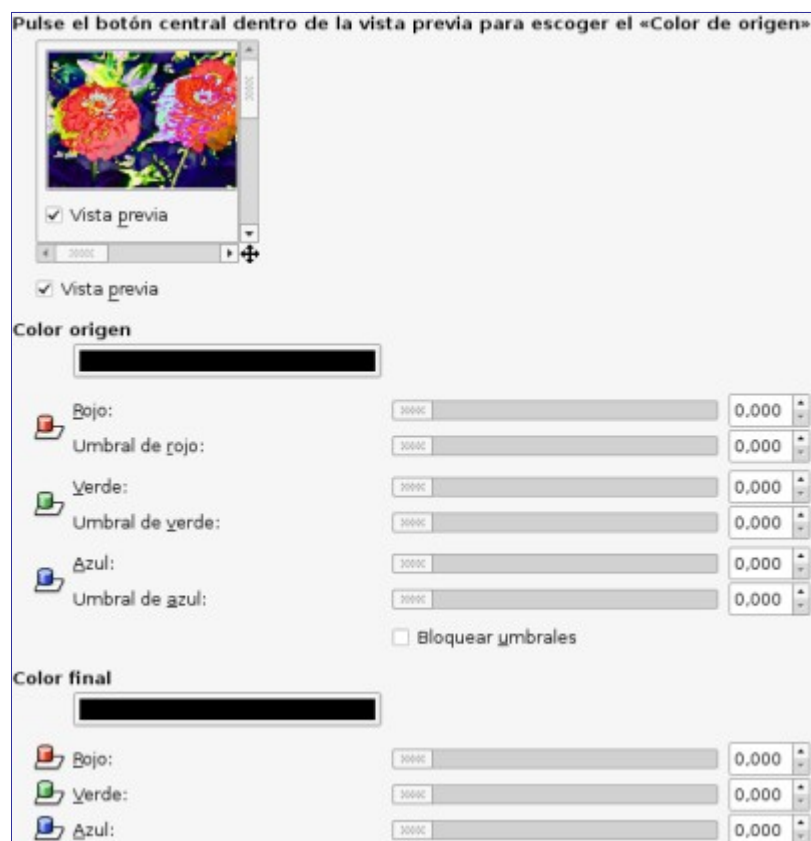 Pulse el botón central dentro de la vista previa para escoger el «Color de origen»
Vista previa
Vista previa
Color origen
Rojo: 0,000
Umbral de rojo: 0,000
Verde: 0,000
Umbral de verde: 0,000
Azul: 0,000
Umbral de azul: 0,000
Bloquear umbrales
Color final
Rojo: 0,000
Verde: 0,000
Azul: 0,000